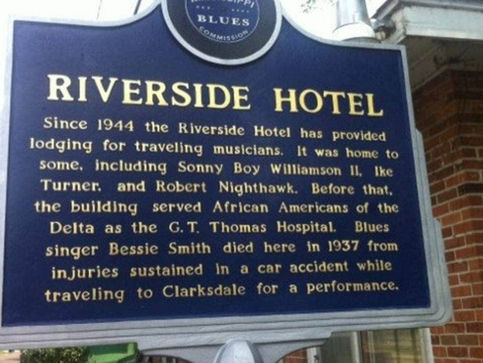 MISSISSIPPI
BLUES
COMMISSION
RIVERSIDE HOTEL
Since 1944 the Riverside Hotel has provided
lodging for traveling musicians. It was home to
some, including Sonny Boy Williamson II, Ike
Turner, and Robert Nighthawk. Before that,
the building served African Americans of the
Delta as the G.T. Thomas Hospital. Blues
singer Bessie Smith died here in 1937 from
injuries sustained in a car accident while
traveling to Clarksdale for a performance.